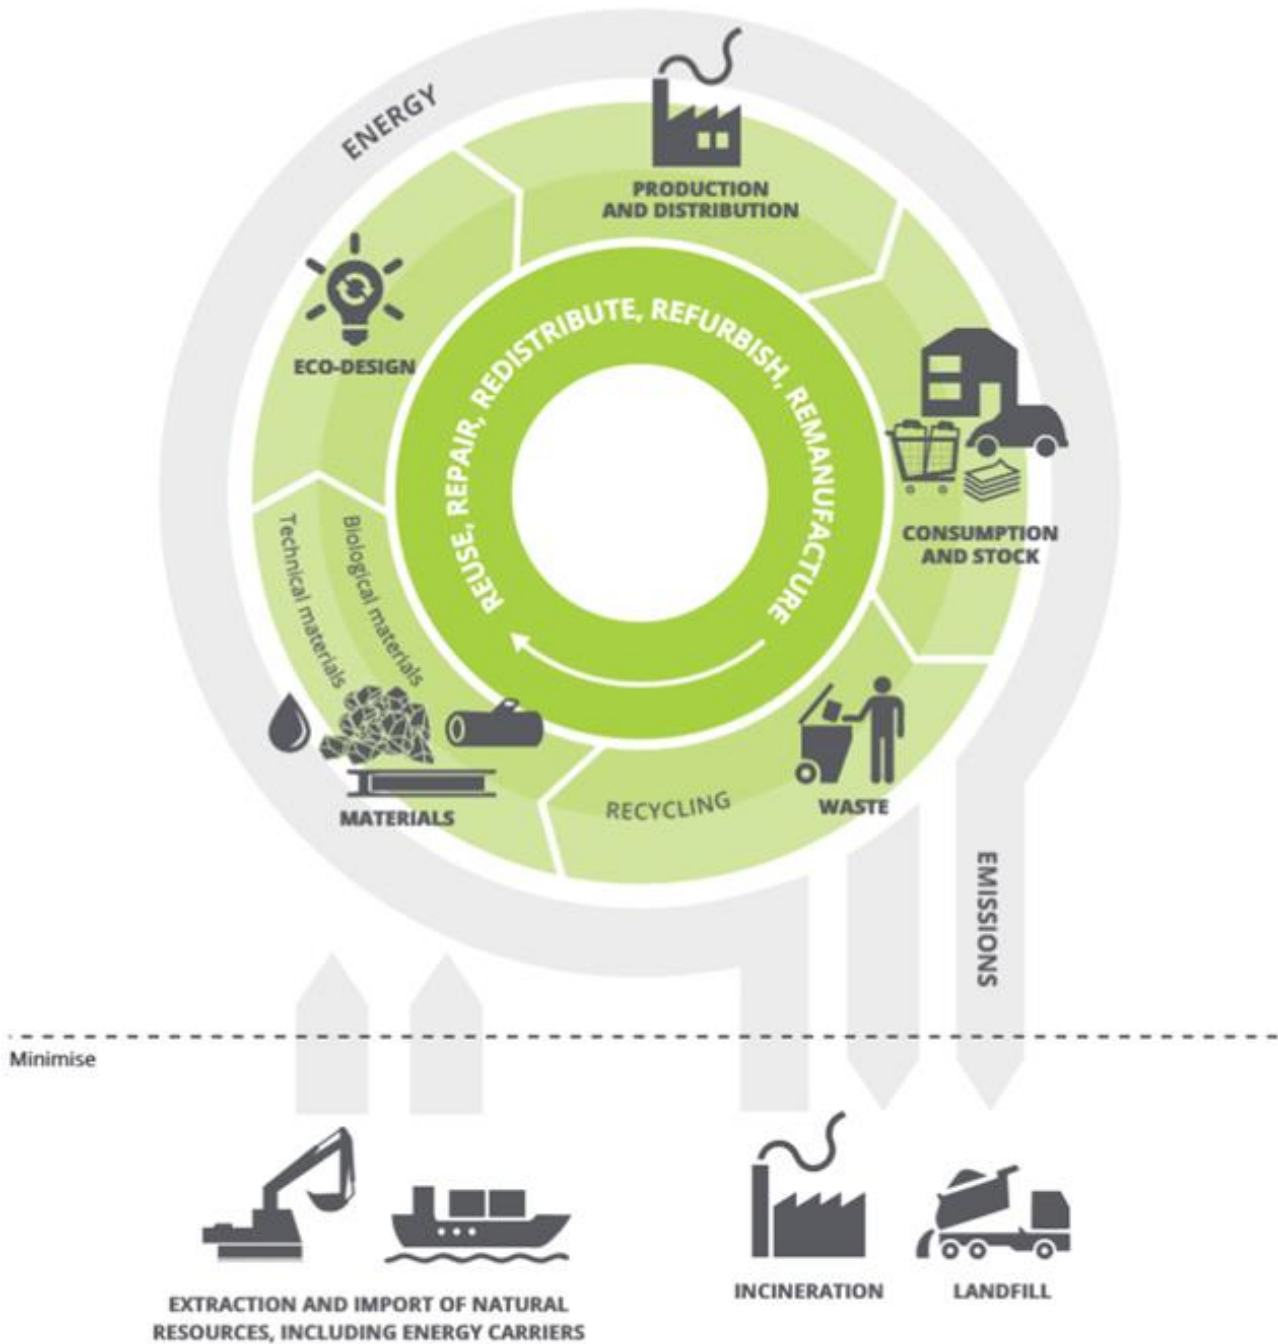 ENERGY
PRODUCTION
AND DISTRIBUTION
ECO-DESIGN
REUSE, REPAIR, REDISTRIBUTE, REFURBISH, REMANUFACTURE
CONSUMPTION
AND STOCK
Technical materials
Biological materials
MATERIALS
RECYCLING
WASTE
EMISSIONS
Minimise
EXTRACTION AND IMPORT OF NATURAL
RESOURCES, INCLUDING ENERGY CARRIERS
INCINERATION
LANDFILL